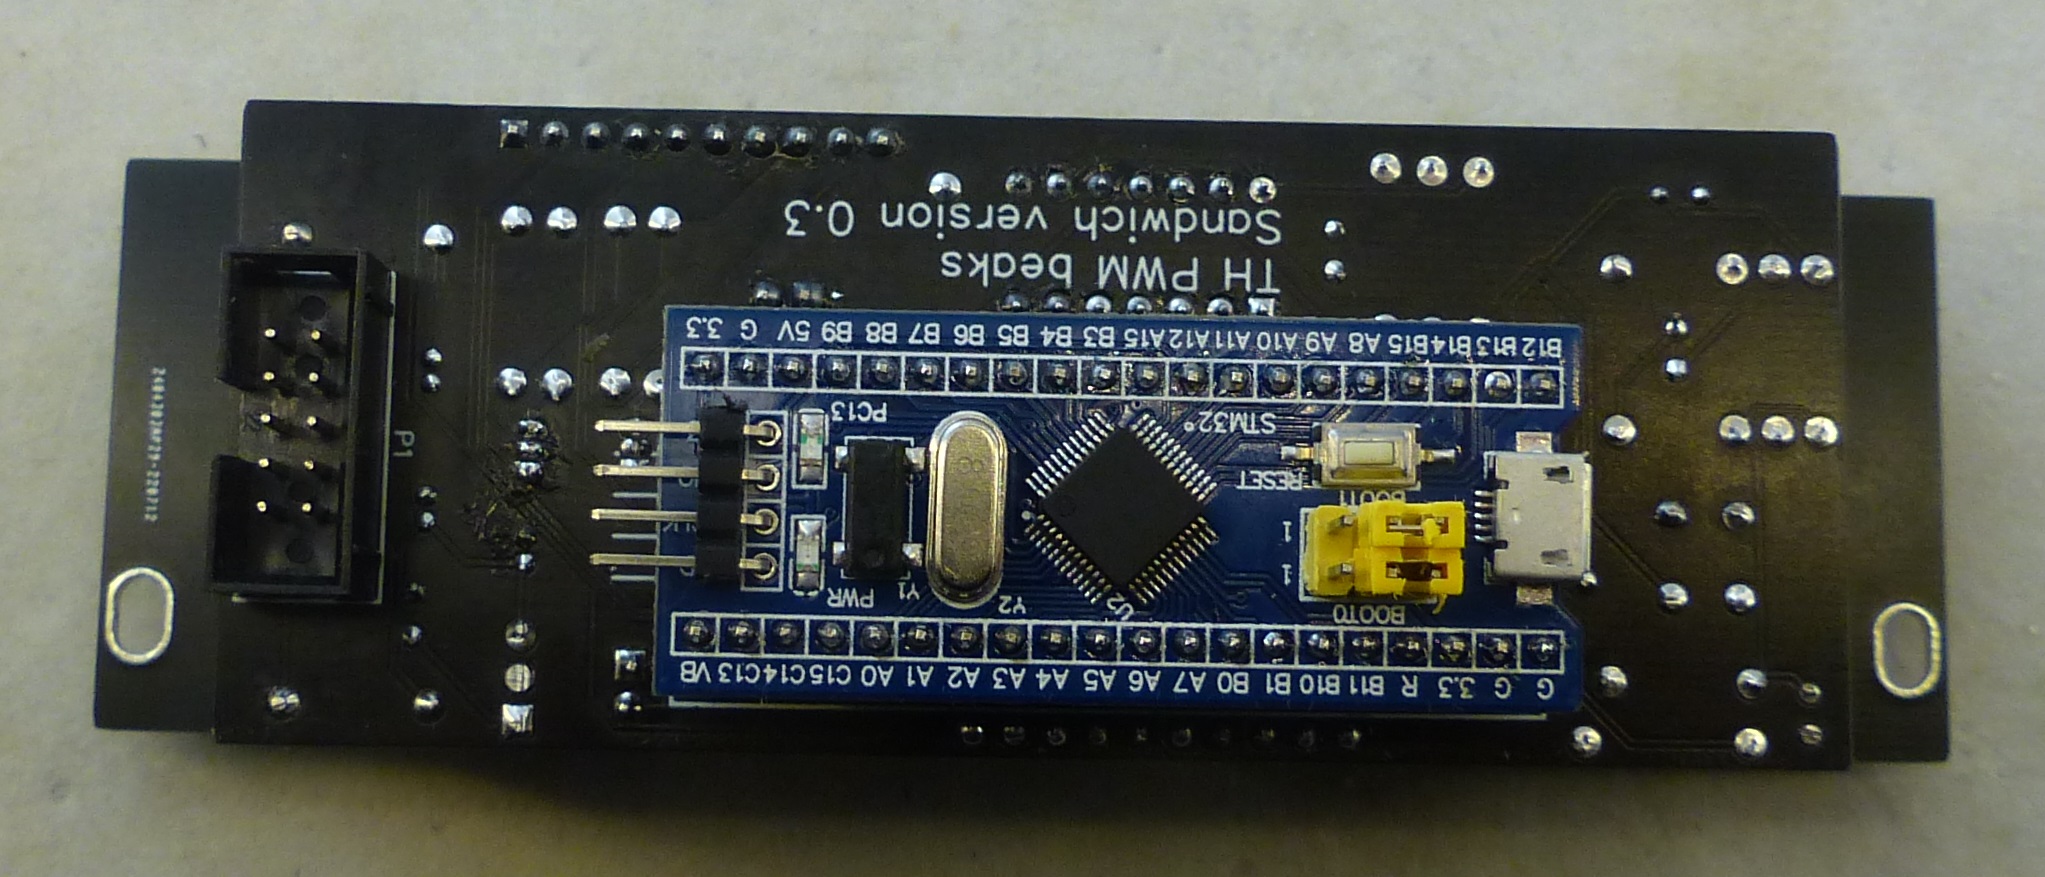 TH PWM beaks
Sandwich version 0.3
G
G
3.3
R
B11
B10
B1
B0
A7
A6
A5
A4
A3
A2
A1
A0
C15
C14
C13
VB
BOOT0
U2
Y2
Y1
PWR
1
1
BOOT1
RESET
STM32
PC13
8
B12
B13
B14
B15
A8
A9
A10
A11
A12
A15
B3
B4
B5
B6
B7
B8
B9
5V
G
3.3
P1